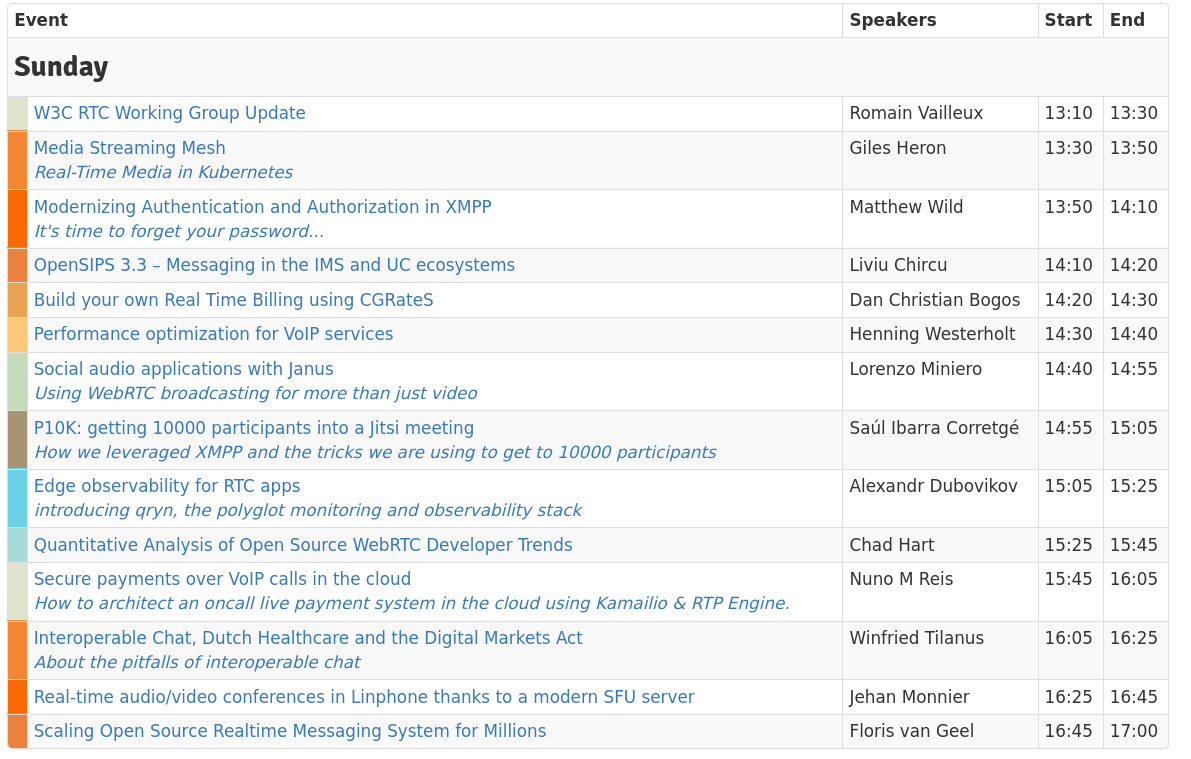 Event Speakers Start End
Sunday
W3C RTC Working Group Update Romain Vailleux 13:10 13:30
Media Streaming Mesh Giles Heron 13:30 13:50
Real-Time Media in Kubernetes
Modernizing Authentication and Authorization in XMPP Matthew Wild 13:50 14:10
It's time to forget your password...
OpenSIPS 3.3 – Messaging in the IMS and UC ecosystems Liviu Chircu 14:10 14:20
Build your own Real Time Billing using CGRateS Dan Christian Bogos 14:20 14:30
Performance optimization for VoIP services Henning Westerholt 14:30 14:40
Social audio applications with Janus Lorenzo Miniero 14:40 14:55
Using WebRTC broadcasting for more than just video
P10K: getting 10000 participants into a Jitsi meeting Saúl Ibarra Corretgé 14:55 15:05
How we leveraged XMPP and the tricks we are using to get to 10000 participants
Edge observability for RTC apps Alexandr Dubovikov 15:05 15:25
introducing qryn, the polyglot monitoring and observability stack
Quantitative Analysis of Open Source WebRTC Developer Trends Chad Hart 15:25 15:45
Secure payments over VoIP calls in the cloud Nuno M Reis 15:45 16:05
How to architect an oncall live payment system in the cloud using Kamailio & RTP Engine.
Interoperable Chat, Dutch Healthcare and the Digital Markets Act Winfried Tilanus 16:05 16:25
About the pitfalls of interoperable chat
Real-time audio/video conferences in Linphone thanks to a modern SFU server Jehan Monnier 16:25 16:45
Scaling Open Source Realtime Messaging System for Millions Floris van Geel 16:45 17:00